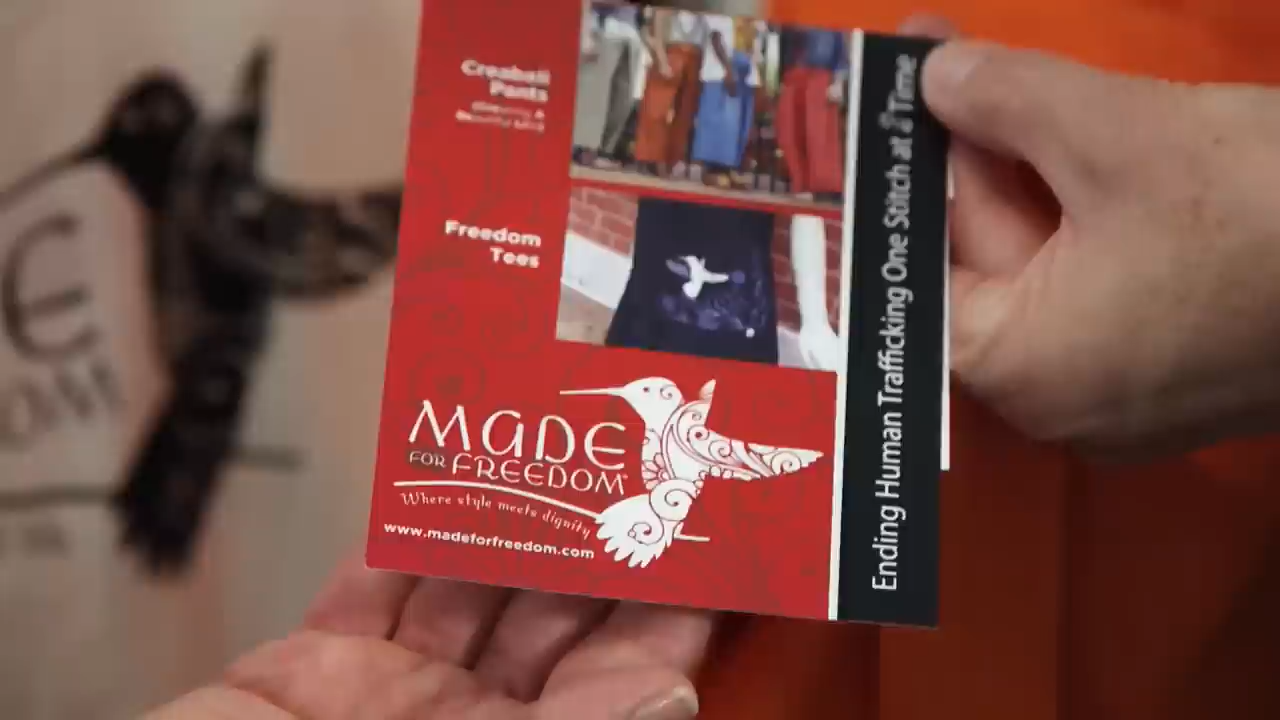 Creaball
Pants
Freedom
Tees
MADE
FOR FREEDOM®
Where style meets dignity
www.madeforfreedom.com
Ending Human Trafficking One Stitch at a Time